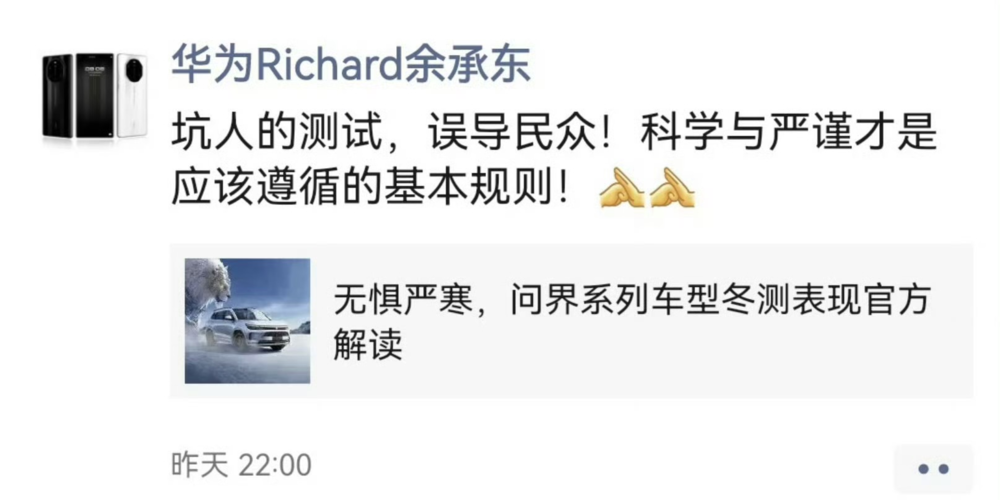 华为Richard余承东
坑人的测试，误导民众！科学与严谨才是
应该遵循的基本规则！
无惧严寒，问界系列车型冬测表现官方
解读
昨天 22:00